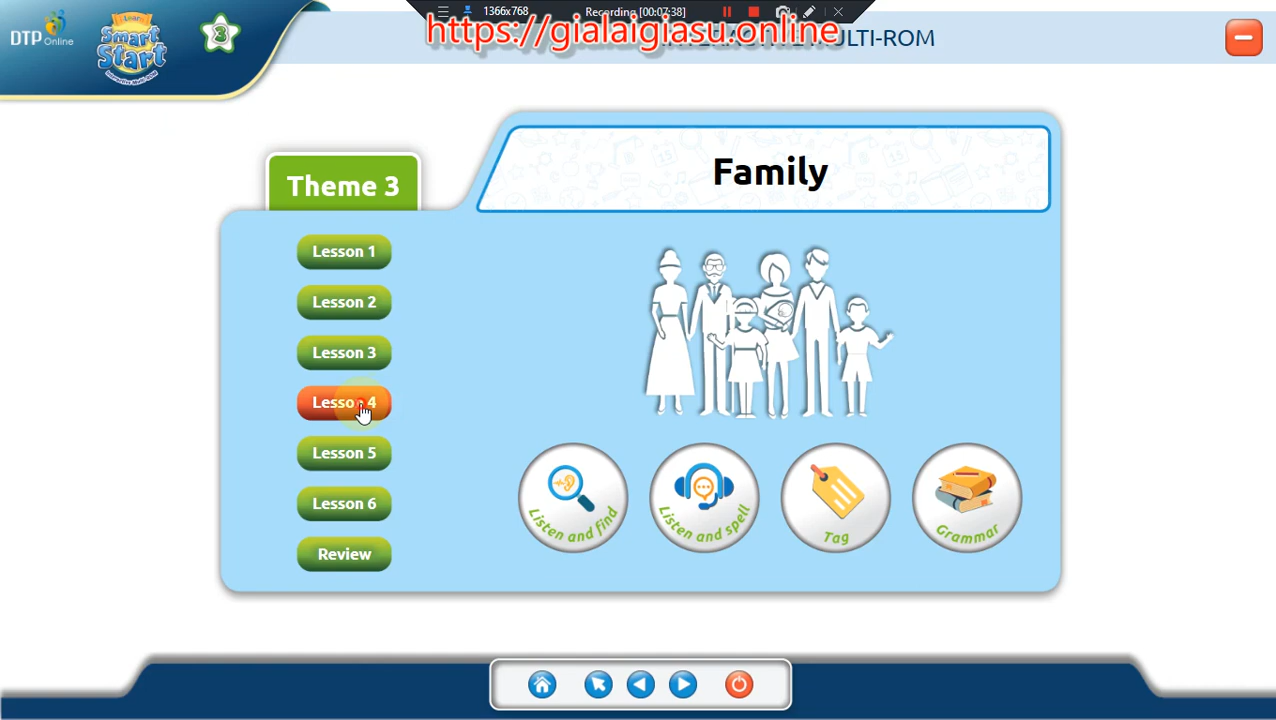 1366x768
Recording [00:07:38]
https://gialaigiasu.online
MULTI-ROM
DTP Online
i-Learn
Smart Start
3
Family
Theme 3
Lesson 1
Lesson 2
Lesson 3
Lesson 4
Lesson 5
Lesson 6
Review
Listen and find
Listen and spell
Tag
Grammar